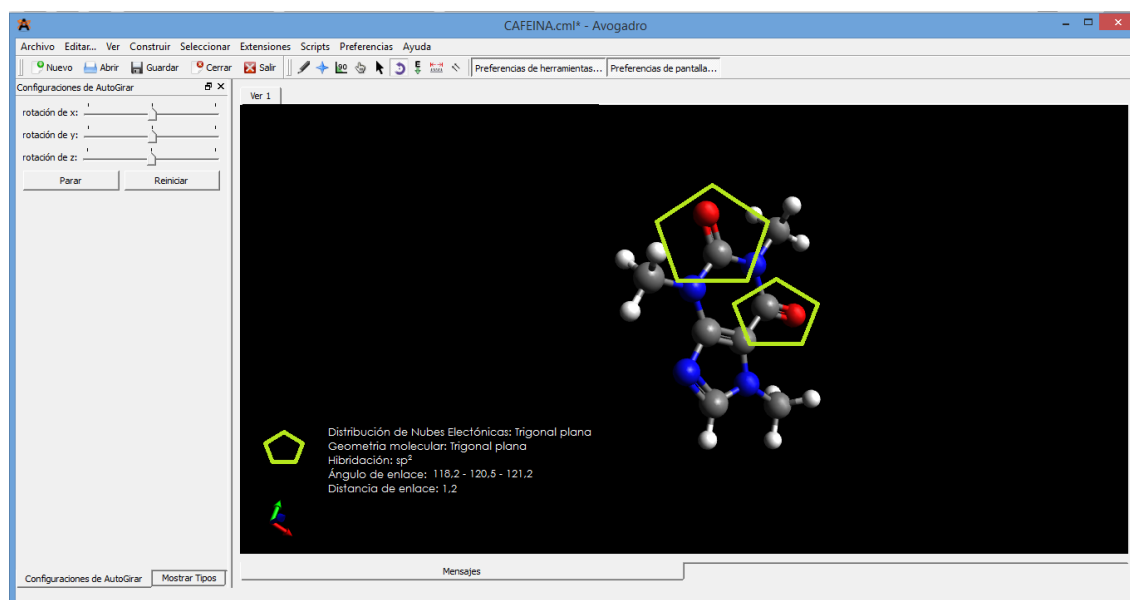 CAFEINA.cml* - Avogadro
Archivo Editar... Ver Construir Seleccionar Extensiones Scripts Preferencias Ayuda
Nuevo Abrir Guardar Cerrar Salir Preferencias de herramientas... Preferencias de pantalla...
Configuraciones de AutoGirar
Ver 1
rotación de x:
rotación de y:
rotación de z:
Parar Reiniciar
Distribución de Nubes Electónicas: Trigonal plana
Geometria molecular: Trigonal plana
Hibridación: sp²
Ángulo de enlace: 118,2 - 120,5 - 121,2
Distancia de enlace: 1,2
Mensajes
Configuraciones de AutoGirar Mostrar Tipos